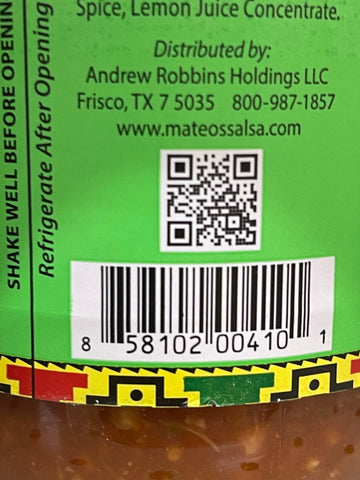 Spice, Lemon Juice Concentrate.
Distributed by:
Andrew Robbins Holdings LLC
Frisco, TX 7 5035 800-987-1857
www.mateossalsa.com
SHAKE WELL BEFORE OPENING
Refrigerate After Opening
8 58102 00410 1